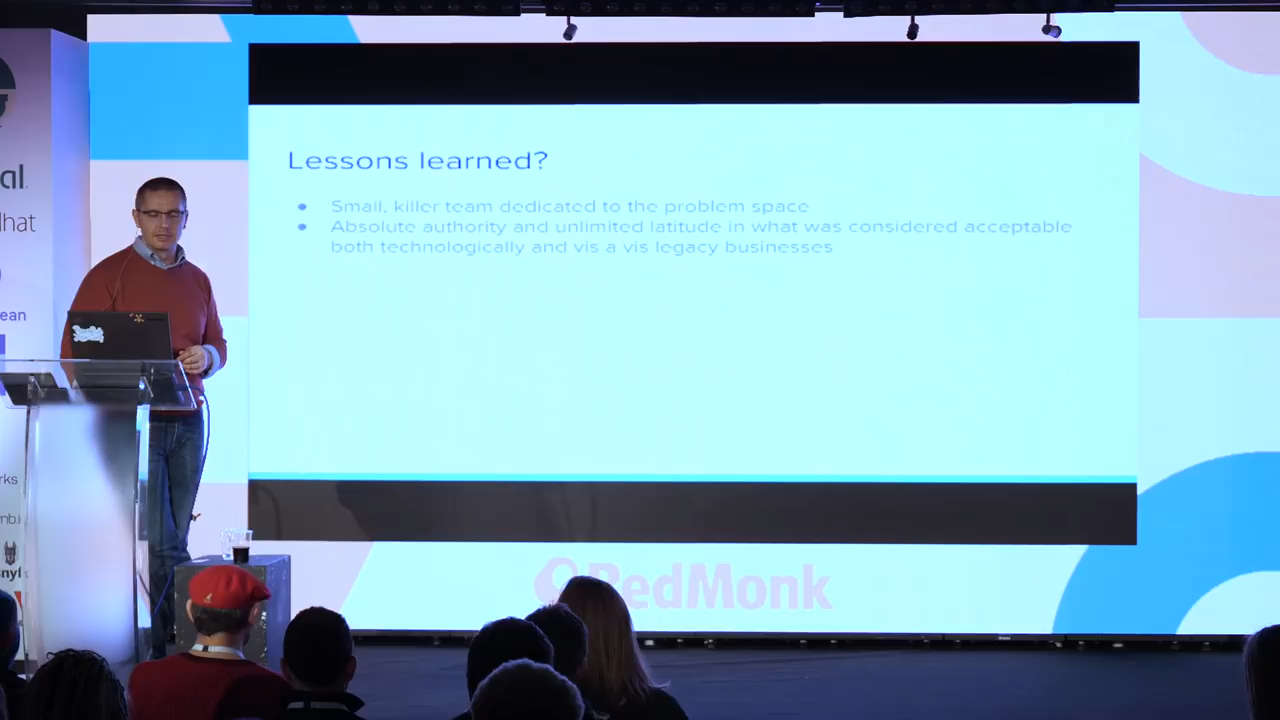 Lessons learned?
Small, killer team dedicated to the problem space
Absolute authority and unlimited latitude in what was considered acceptable
both technologically and vis a vis legacy businesses
RedMonk